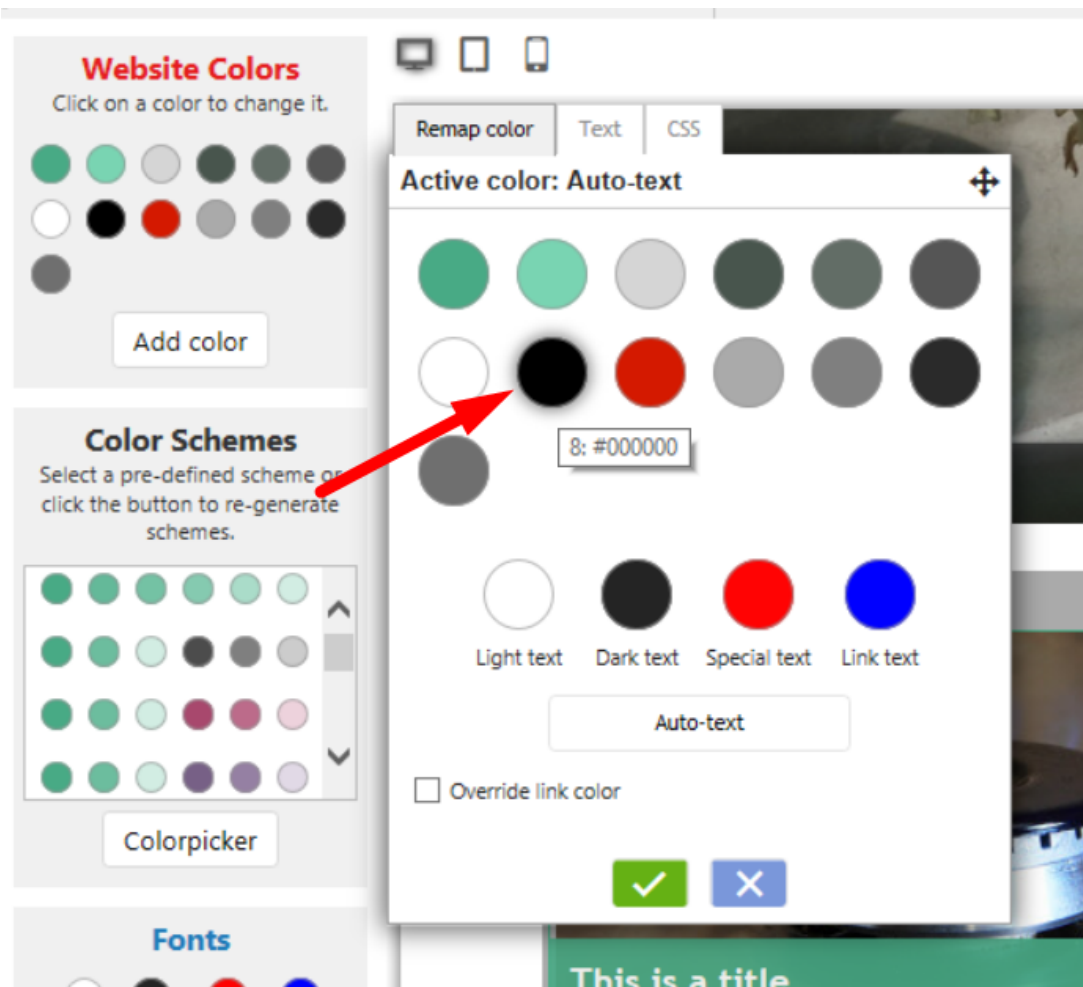 Website Colors
Click on a color to change it.
Add color
Color Schemes
Select a pre-defined scheme or
click the button to re-generate
schemes.
Colorpicker
Fonts
Remap color
Text
CSS
Active color: Auto-text
8: #000000
Light text
Dark text
Special text
Link text
Auto-text
Override link color
This is a title